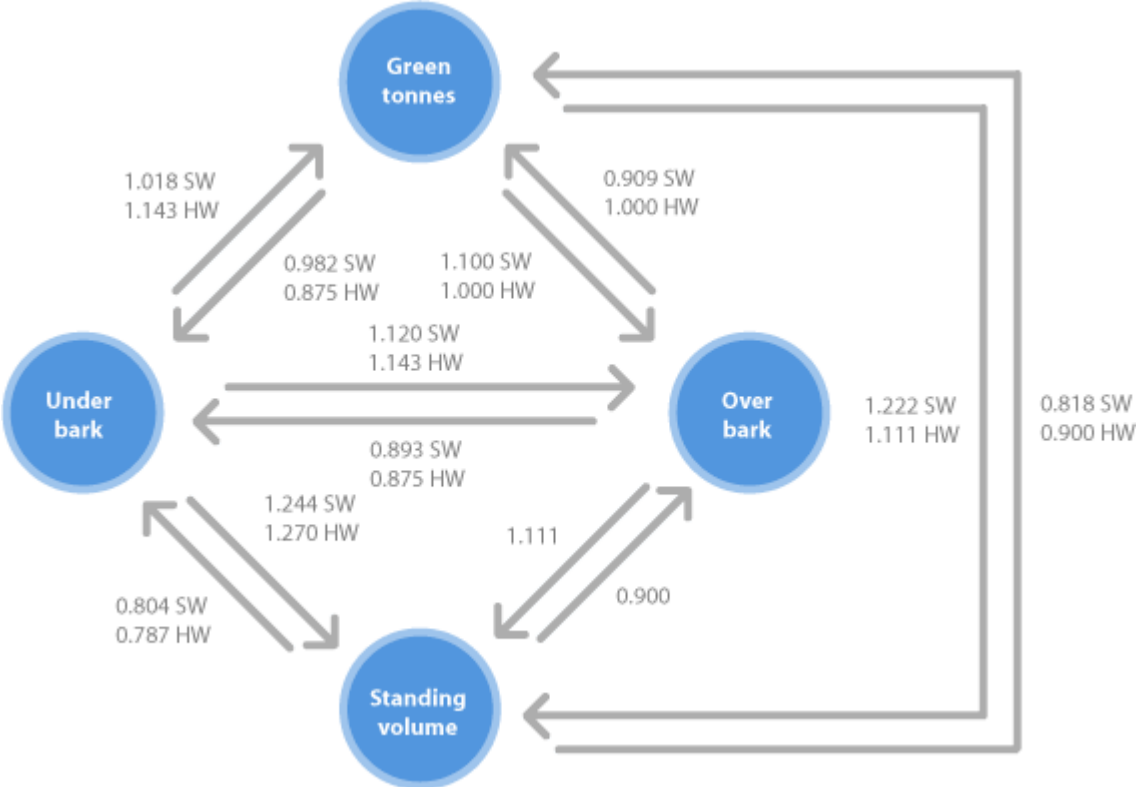 Green
tonnes
1.018 SW
1.143 HW
0.909 SW
1.000 HW
0.982 SW
0.875 HW
1.100 SW
1.000 HW
1.120 SW
1.143 HW
Under
bark
Over
bark
1.222 SW
1.111 HW
0.818 SW
0.900 HW
0.893 SW
0.875 HW
1.244 SW
1.270 HW
1.111
0.900
0.804 SW
0.787 HW
Standing
volume